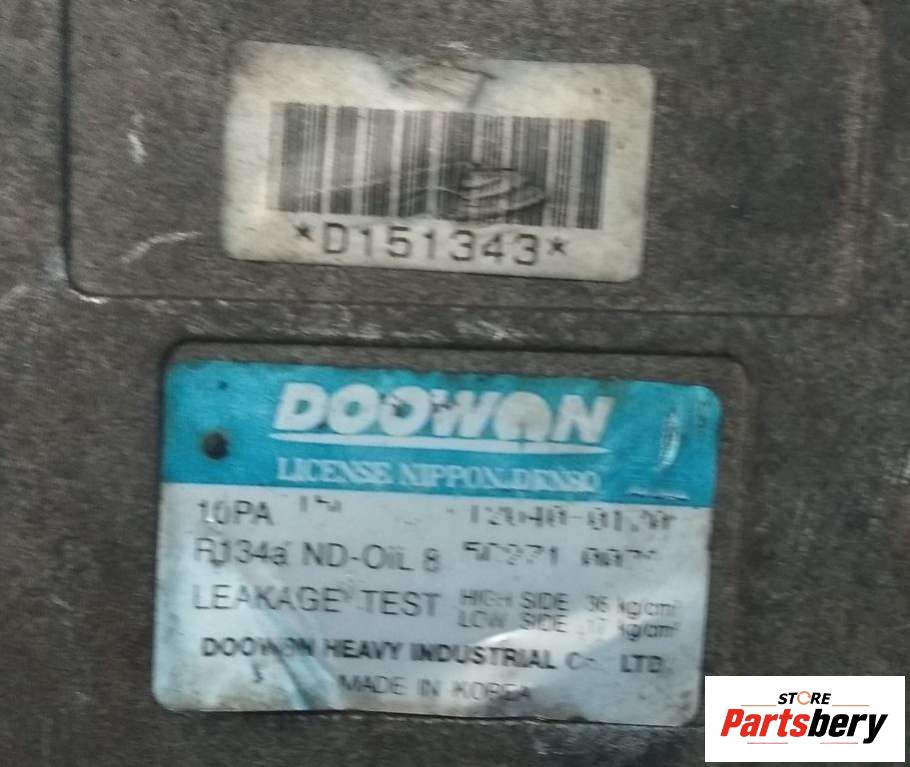 *D151343*
DOOWON
LICENSE NIPPONDENSO
10PA
R134a ND-OIL 8
LEAKAGE TEST HIGH SIDE 36 kg/cm²
LOW SIDE 17 kg/cm²
DOOWON HEAVY INDUSTRIAL Co. LTD.
MADE IN KOREA
STORE
Partsbery